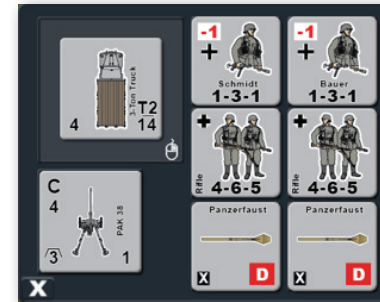 -1
+
Schmidt
1-3-1
-1
+
Bauer
1-3-1
3-Ton Truck
4
T2
14
+
Rifle
4-6-5
+
Rifle
4-6-5
C
4
PAK 38
3
1
Panzerfaust
X
D
Panzerfaust
X
D
X